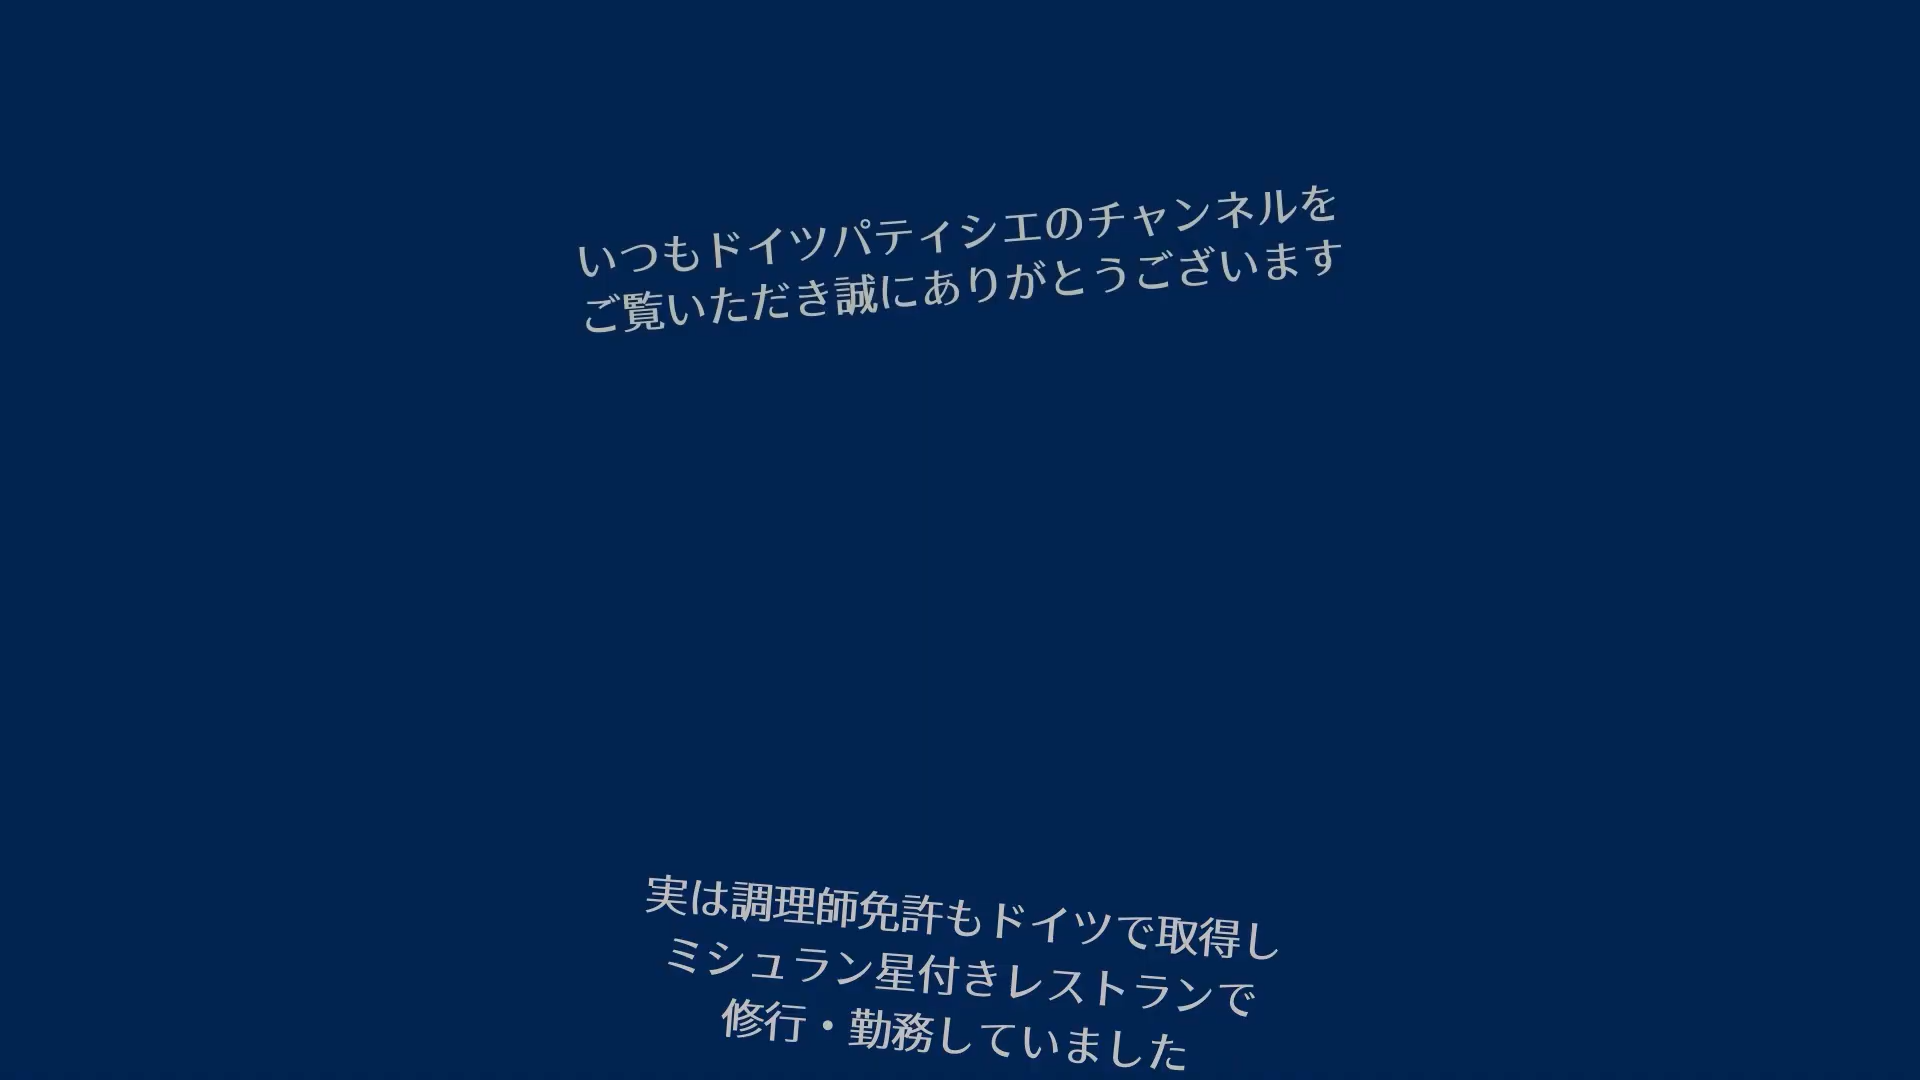 いつもドイツパティシエのチャンネルを
ご覧いただき誠にありがとうございます
実は調理師免許もドイツで取得し
ミシュラン星付きレストランで
修行・勤務していました